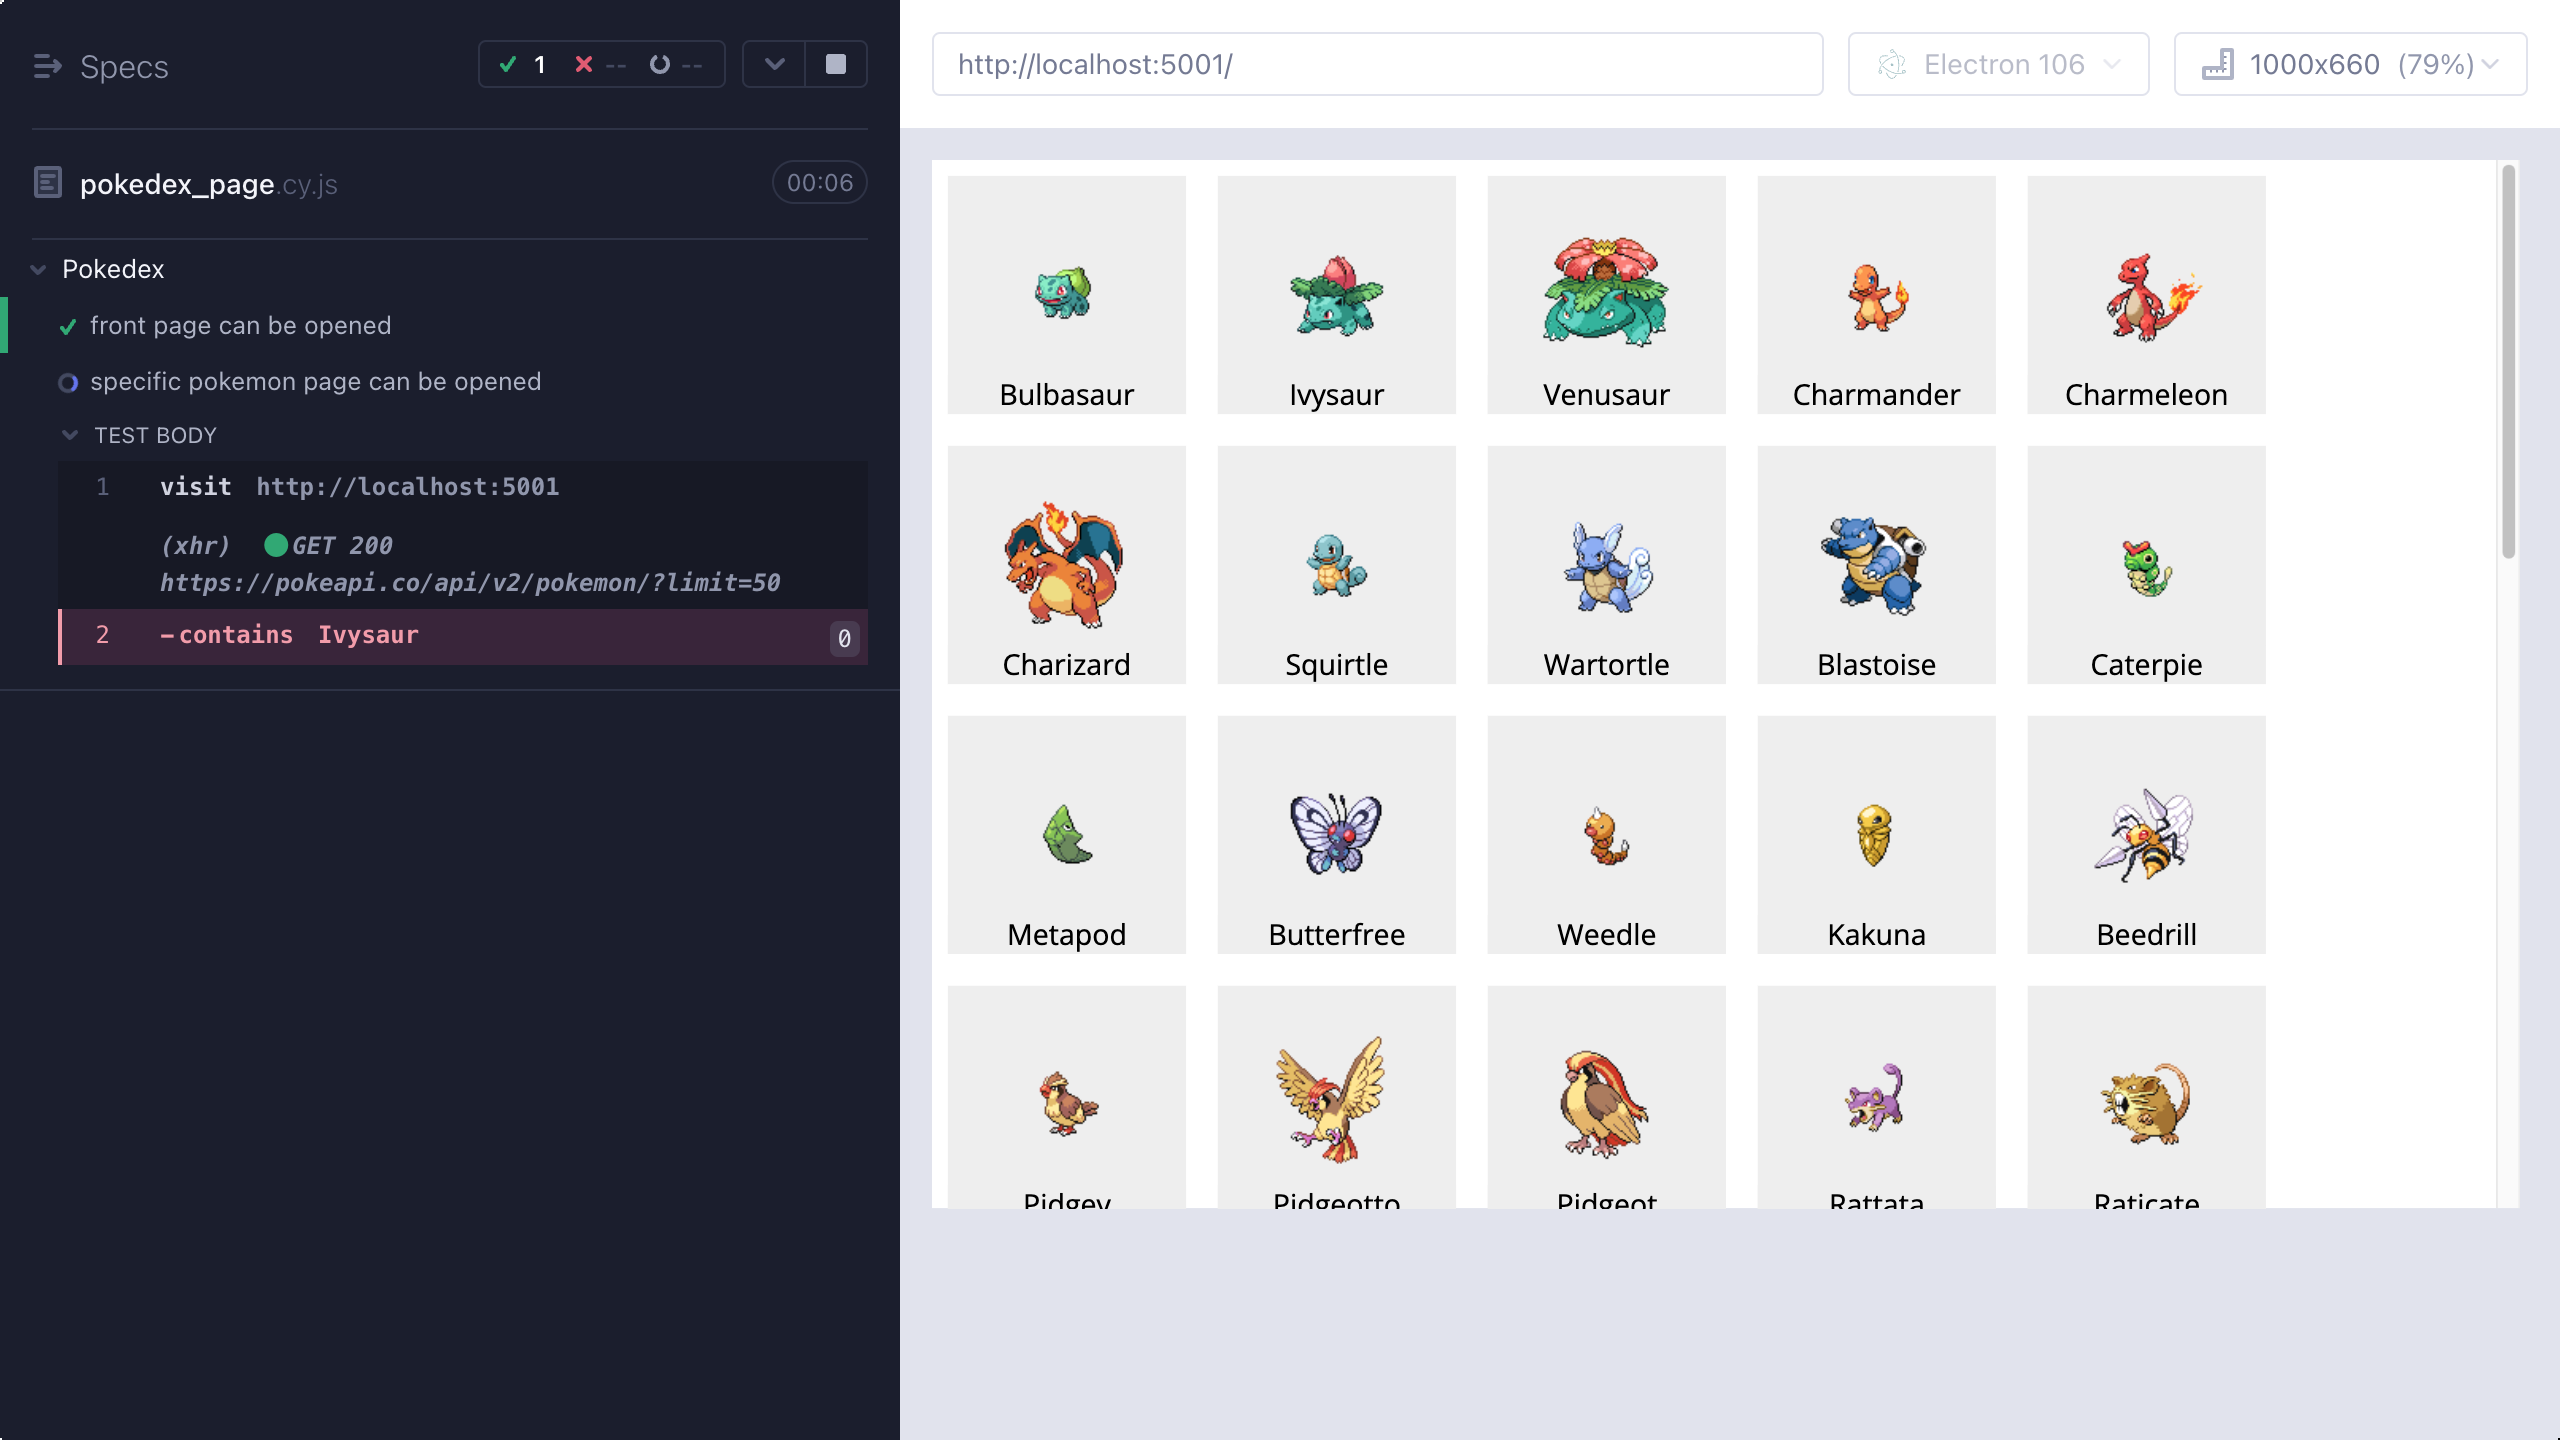 Specs
1 -- --
pokedex_page.cy.js 00:06
Pokedex
front page can be opened
specific pokemon page can be opened
TEST BODY
1 visit http://localhost:5001
(xhr) GET 200
https://pokeapi.co/api/v2/pokemon/?limit=50
2 -contains Ivysaur 0
http://localhost:5001/
Electron 106
1000x660 (79%)
Bulbasaur Ivysaur Venusaur Charmander Charmeleon
Charizard Squirtle Wartortle Blastoise Caterpie
Metapod Butterfree Weedle Kakuna Beedrill
Pidgey Pidgeotto Pidgeot Rattata Raticate